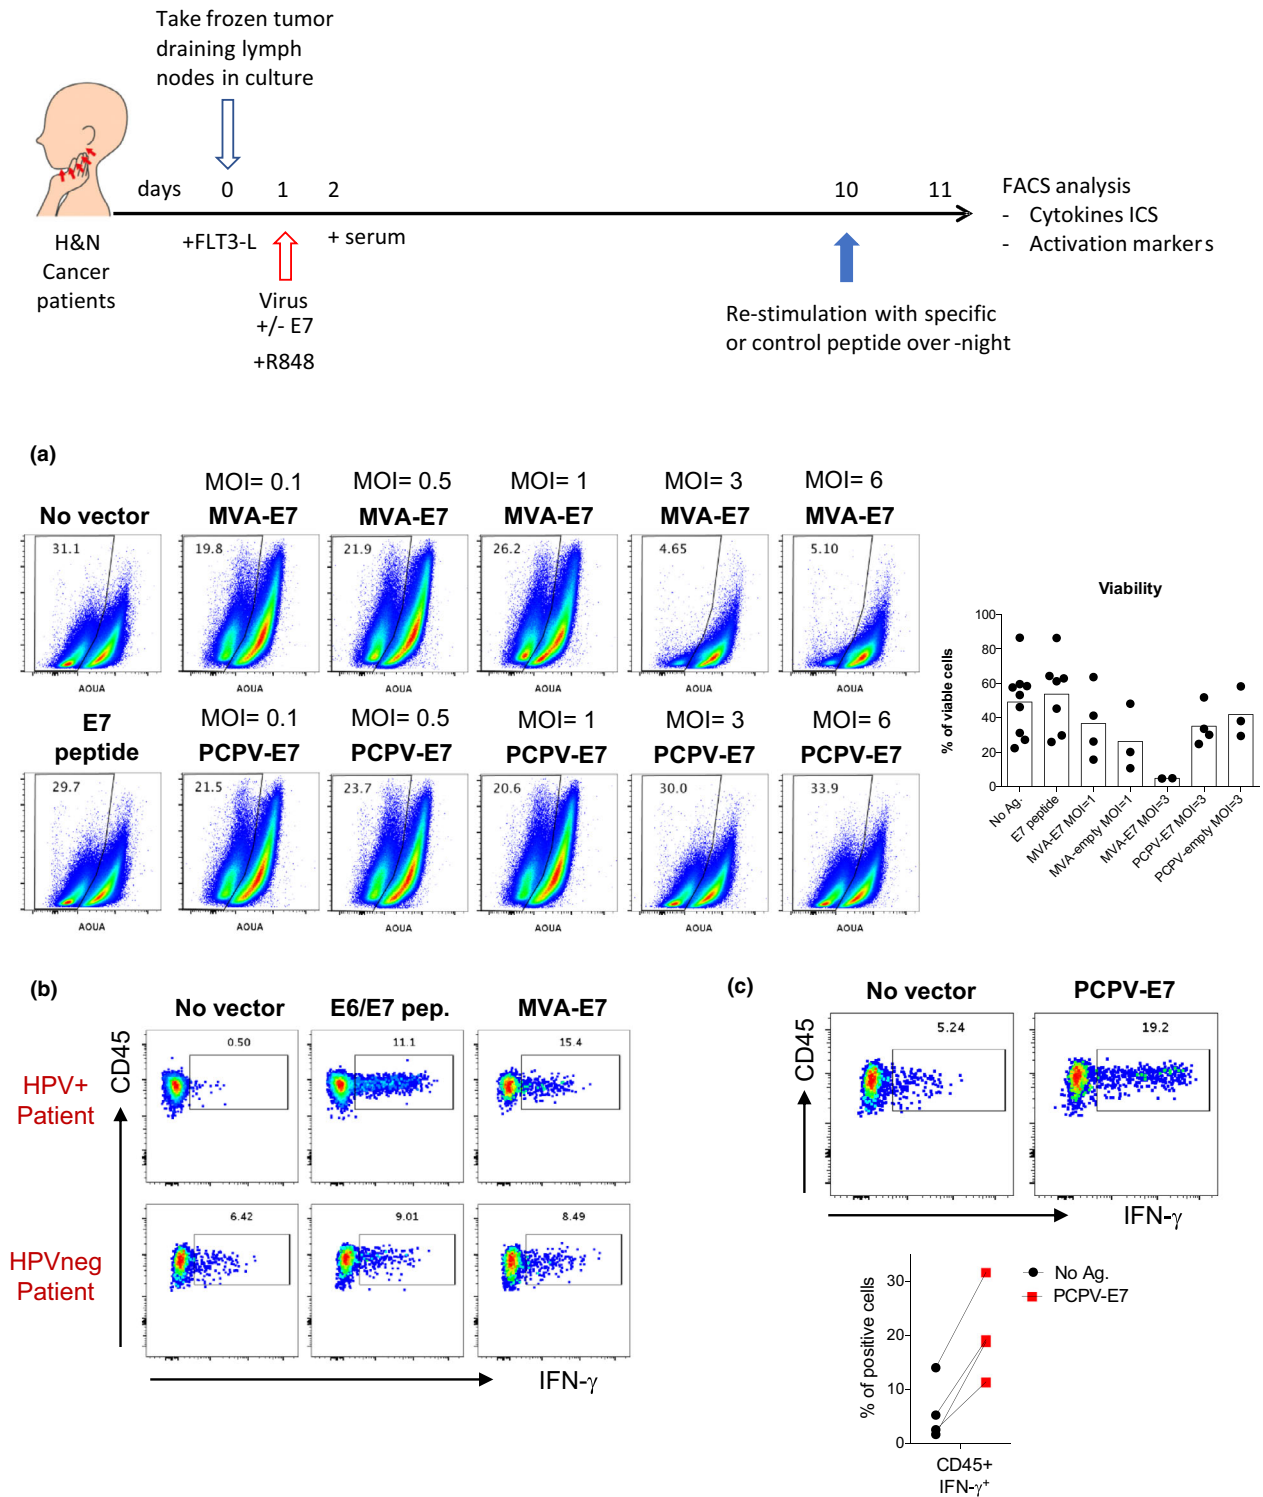 Take frozen tumor
draining lymph
nodes in culture
days 0 1 2 10 11
+FLT3-L + serum
H&N
Cancer
patients
Virus
+/- E7
+R848
Re-stimulation with specific
or control peptide over-night
FACS analysis
- Cytokines ICS
- Activation markers
(a)
MOI= 0.1 MOI= 0.5 MOI= 1 MOI= 3 MOI= 6
No vector MVA-E7 MVA-E7 MVA-E7 MVA-E7 MVA-E7
31.1 19.8 21.9 26.2 4.65 5.10
AQUA AQUA AQUA AQUA AQUA AQUA
E7
peptide
MOI= 0.1 MOI= 0.5 MOI= 1 MOI= 3 MOI= 6
PCPV-E7 PCPV-E7 PCPV-E7 PCPV-E7 PCPV-E7
29.7 21.5 23.7 20.6 30.0 33.9
AQUA AQUA AQUA AQUA AQUA AQUA
Viability
% of viable cells
100
80
60
40
20
0
No Ag.
E7 peptide
MVA-E7 MOI=1
MVA-empty MOI=1
MVA-E7 MOI=3
PCPV-E7 MOI=3
PCPV-empty MOI=3
(b)
No vector E6/E7 pep. MVA-E7
CD45
HPV+
Patient
0.50 11.1 15.4
HPVneg
Patient
6.42 9.01 8.49
IFN-γ
(c)
No vector PCPV-E7
CD45
5.24 19.2
IFN-γ
% of positive cells
30
20
10
0
No Ag.
PCPV-E7
CD45+
IFN-γ+